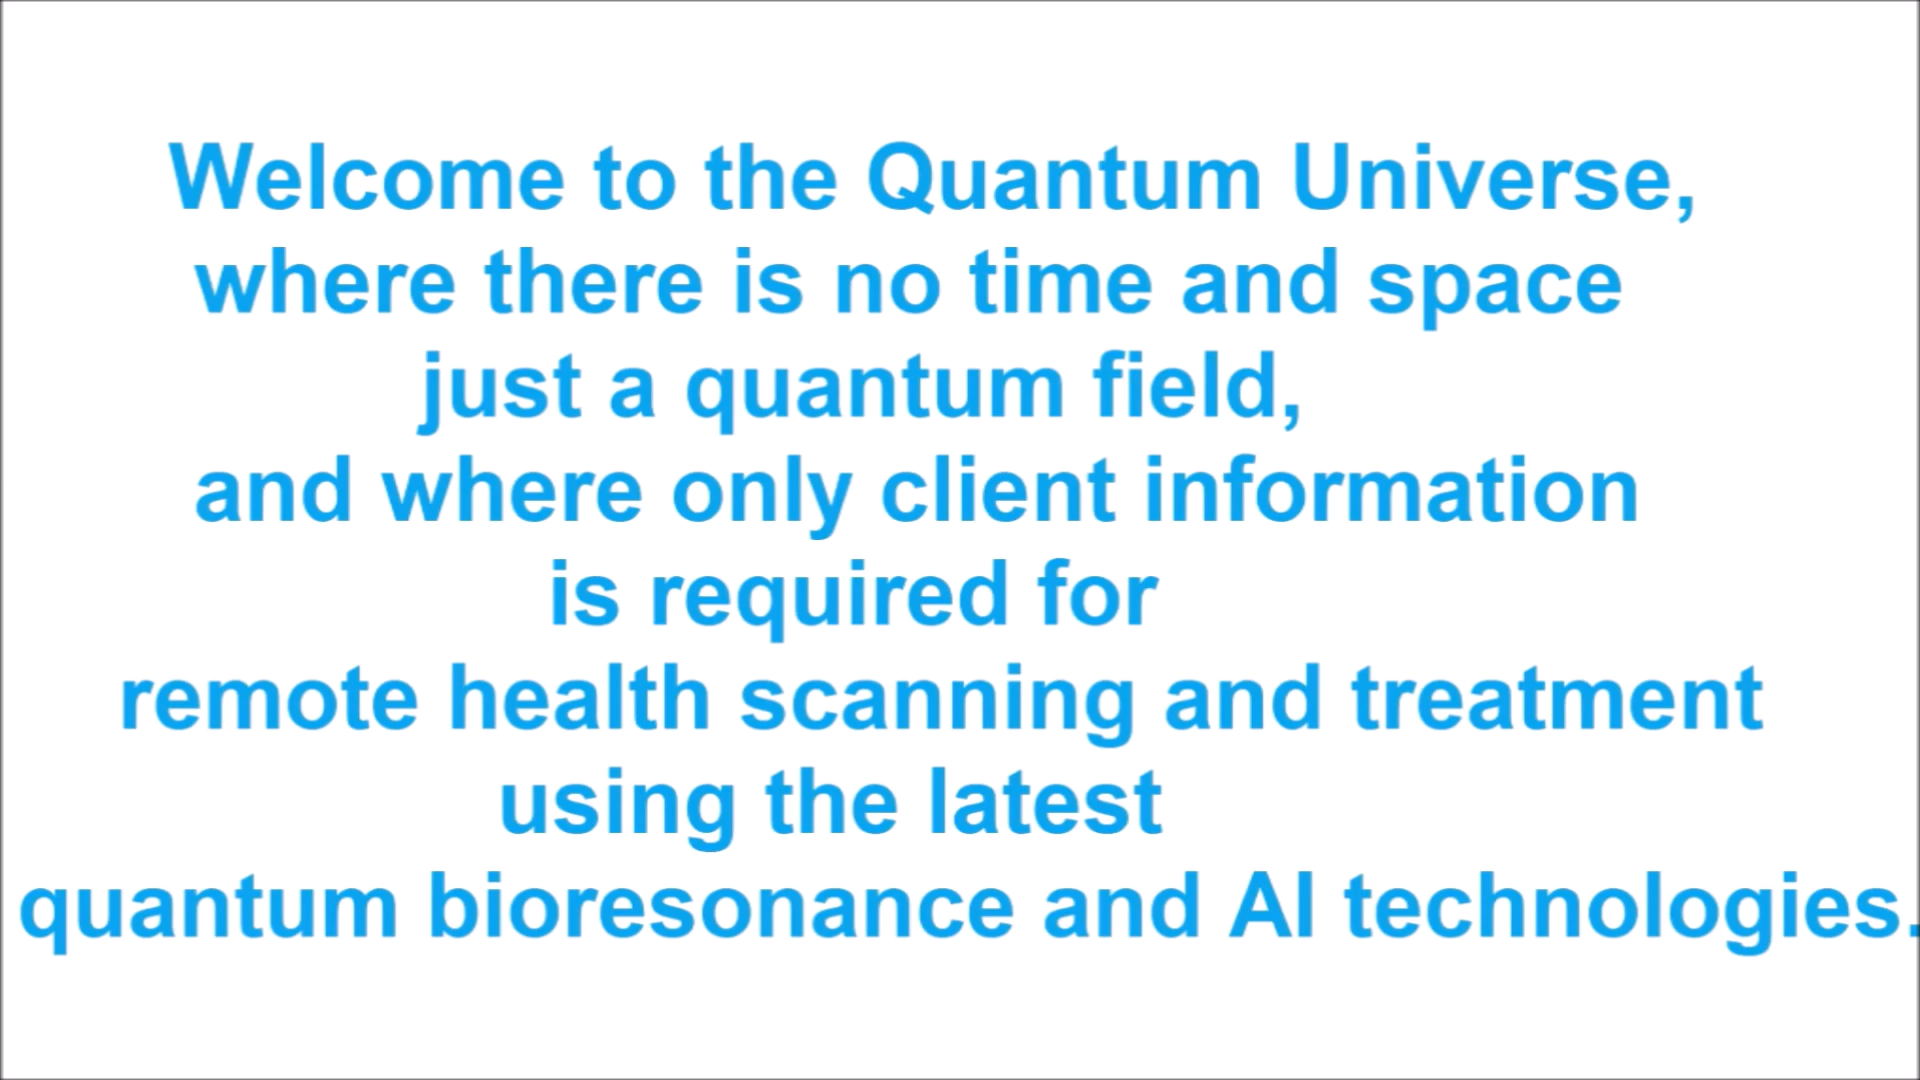 Welcome to the Quantum Universe,
where there is no time and space
just a quantum field,
and where only client information
is required for
remote health scanning and treatment
using the latest
quantum bioresonance and AI technologies.